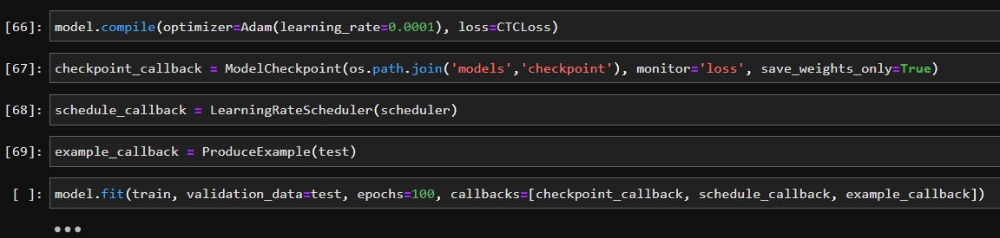 [66]: model.compile(optimizer=Adam(learning_rate=0.0001), loss=CTCLoss)
[67]: checkpoint_callback = ModelCheckpoint(os.path.join('models','checkpoint'), monitor='loss', save_weights_only=True)
[68]: schedule_callback = LearningRateScheduler(scheduler)
[69]: example_callback = ProduceExample(test)
[ ]: model.fit(train, validation_data=test, epochs=100, callbacks=[checkpoint_callback, schedule_callback, example_callback])
•••